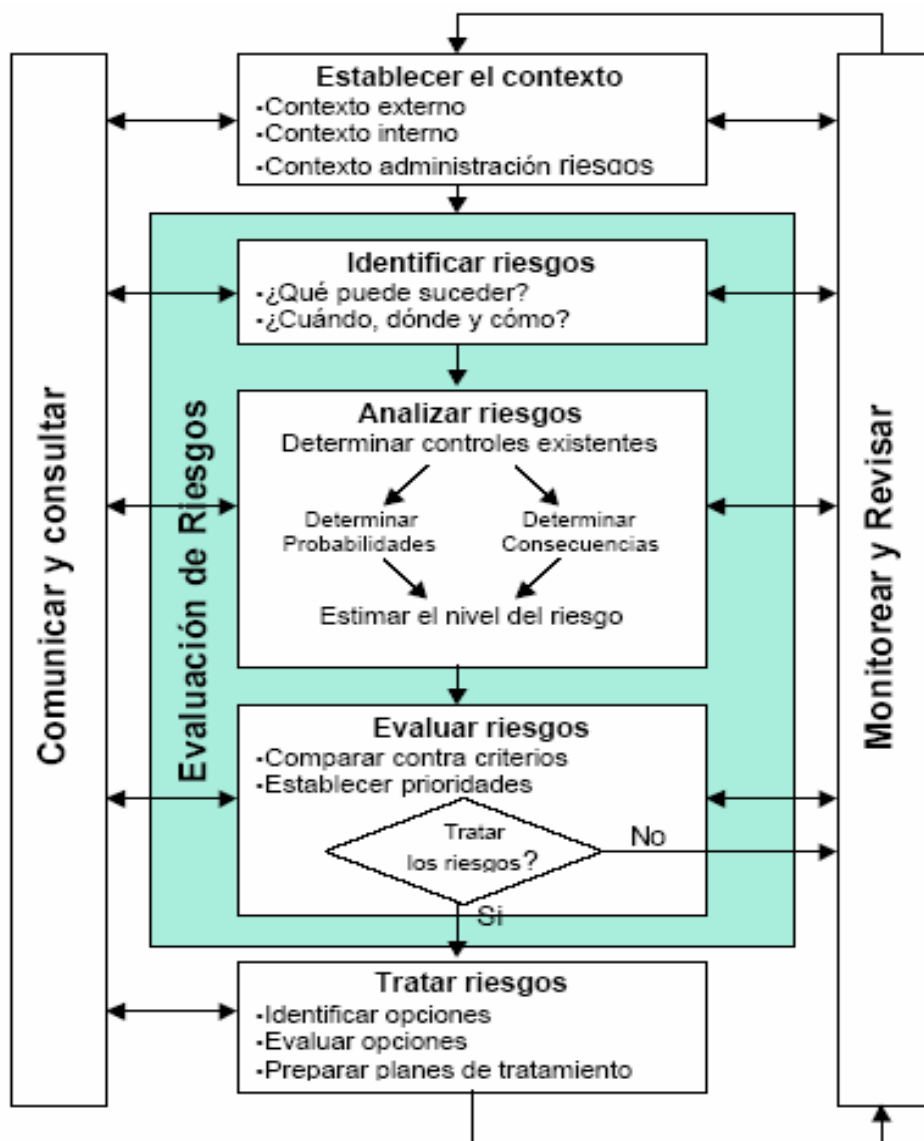 Establecer el contexto
-Contexto externo
-Contexto interno
-Contexto administración riesgos
Comunicar y consultar
Evaluación de Riesgos
Monitorear y Revisar
Identificar riesgos
-¿Qué puede suceder?
-¿Cuándo, dónde y cómo?
Analizar riesgos
Determinar controles existentes
Determinar
Probabilidades
Determinar
Consecuencias
Estimar el nivel del riesgo
Evaluar riesgos
-Comparar contra criterios
-Establecer prioridades
Tratar
los riesgos?
No
Si
Tratar riesgos
-Identificar opciones
-Evaluar opciones
-Preparar planes de tratamiento